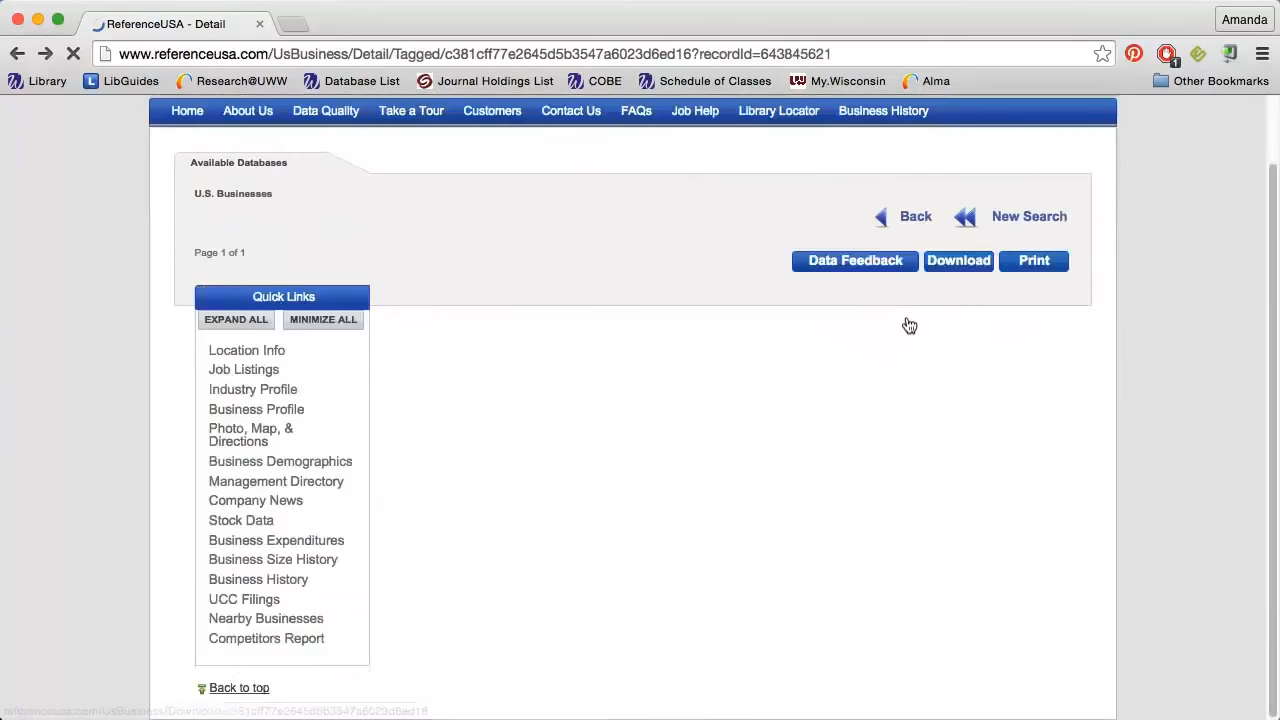 ReferenceUSA - Detail
Amanda
www.referenceusa.com/UsBusiness/Detail/Tagged/c381cff77e2645d5b3547a6023d6ed16?recordId=643845621
1
Library LibGuides Research@UWW Database List Journal Holdings List COBE Schedule of Classes My.Wisconsin Alma Other Bookmarks
Home About Us Data Quality Take a Tour Customers Contact Us FAQs Job Help Library Locator Business History
Available Databases
U.S. Businesses
Back New Search
Page 1 of 1
Data Feedback Download Print
Quick Links
EXPAND ALL MINIMIZE ALL
Location Info
Job Listings
Industry Profile
Business Profile
Photo, Map, &
Directions
Business Demographics
Management Directory
Company News
Stock Data
Business Expenditures
Business Size History
Business History
UCC Filings
Nearby Businesses
Competitors Report
Back to top